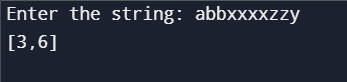 Enter the string: abbxxxxzzy
[3,6]